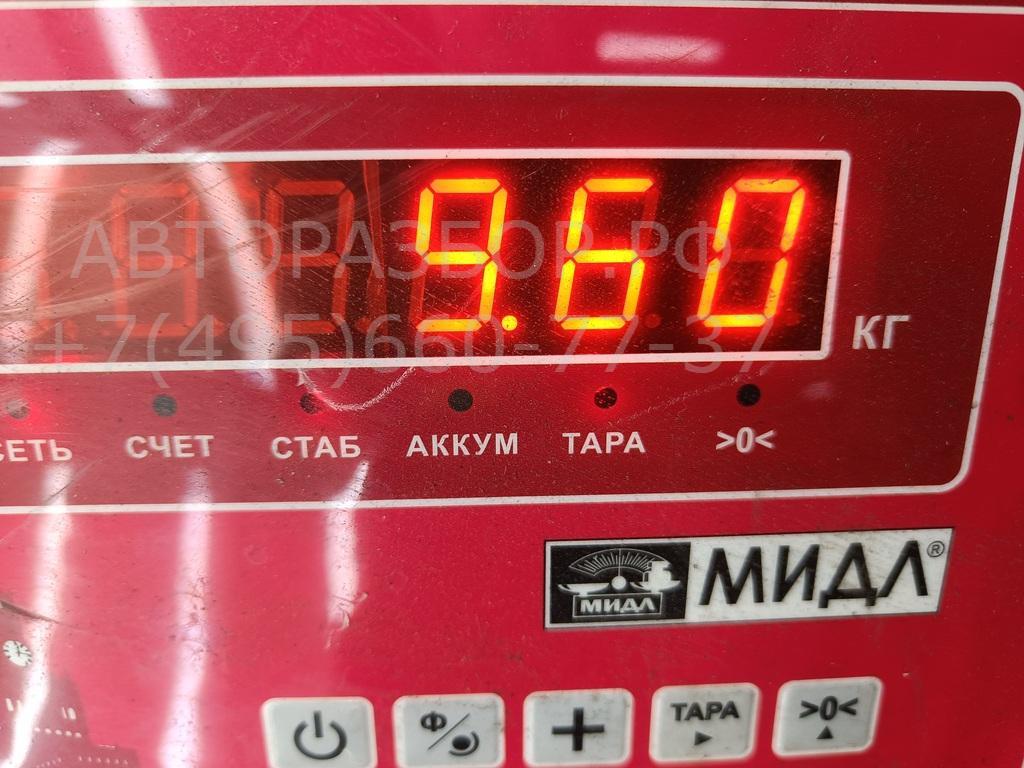 9.60
АВТОРАЗБОР.РФ
+7(495)660-77-37
КГ
СЕТЬ СЧЕТ СТАБ АККУМ ТАРА >0<
МИДЛ МИДЛ®
Ф ТАРА >0<